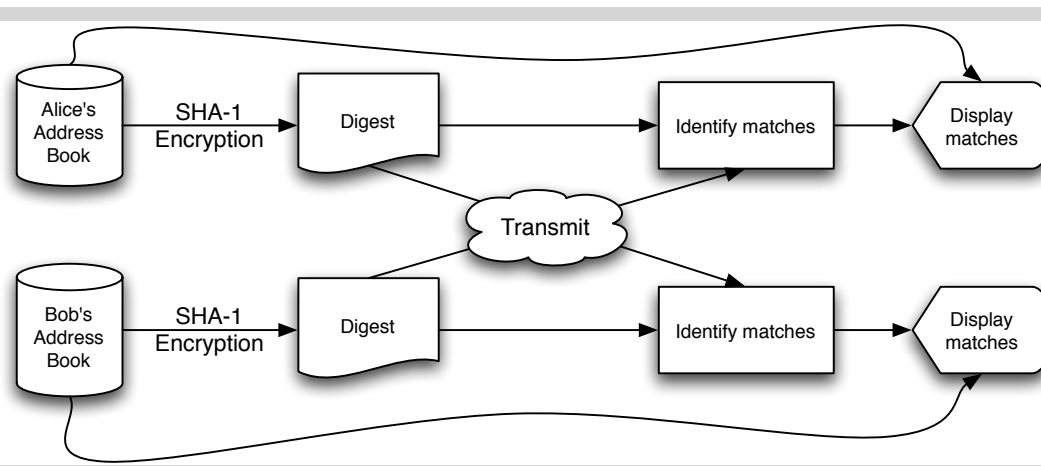 Alice's
Address
Book
SHA-1
Encryption
Digest
Identify matches
Display
matches
Transmit
Bob's
Address
Book
SHA-1
Encryption
Digest
Identify matches
Display
matches